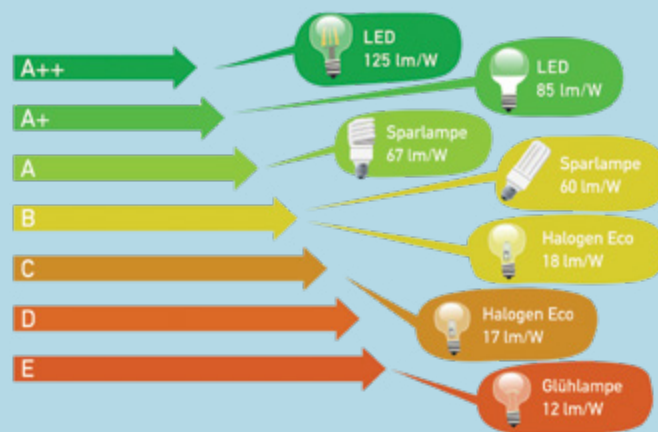 A++
LED
125 lm/W
A+
LED
85 lm/W
A
Sparlampe
67 lm/W
B
Sparlampe
60 lm/W
Halogen Eco
18 lm/W
C
Halogen Eco
17 lm/W
D
E
Glühlampe
12 lm/W